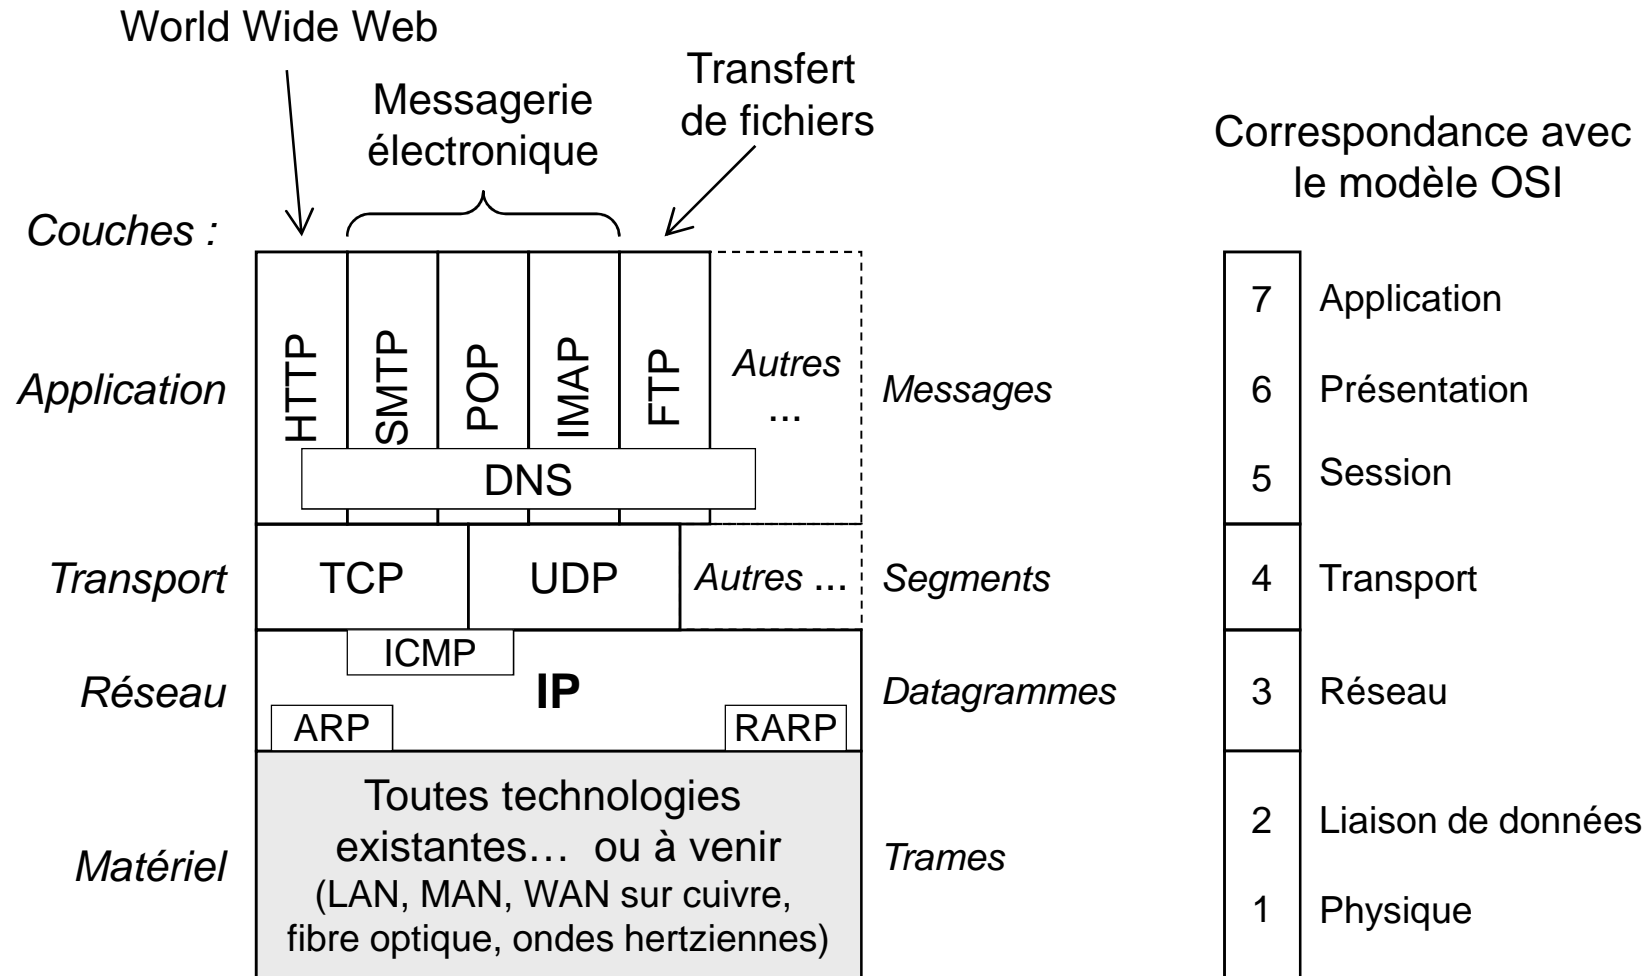 World Wide Web
Messagerie
électronique
Transfert
de fichiers
Correspondance avec
le modèle OSI
Couches :
Application
HTTP
SMTP
POP
IMAP
FTP
Autres
...
DNS
Messages
7 Application
6 Présentation
5 Session
Transport
TCP
UDP
Autres ...
Segments
4 Transport
Réseau
ICMP
IP
ARP
RARP
Datagrammes
3 Réseau
Matériel
Toutes technologies
existantes… ou à venir
(LAN, MAN, WAN sur cuivre,
fibre optique, ondes hertziennes)
Trames
2 Liaison de données
1 Physique